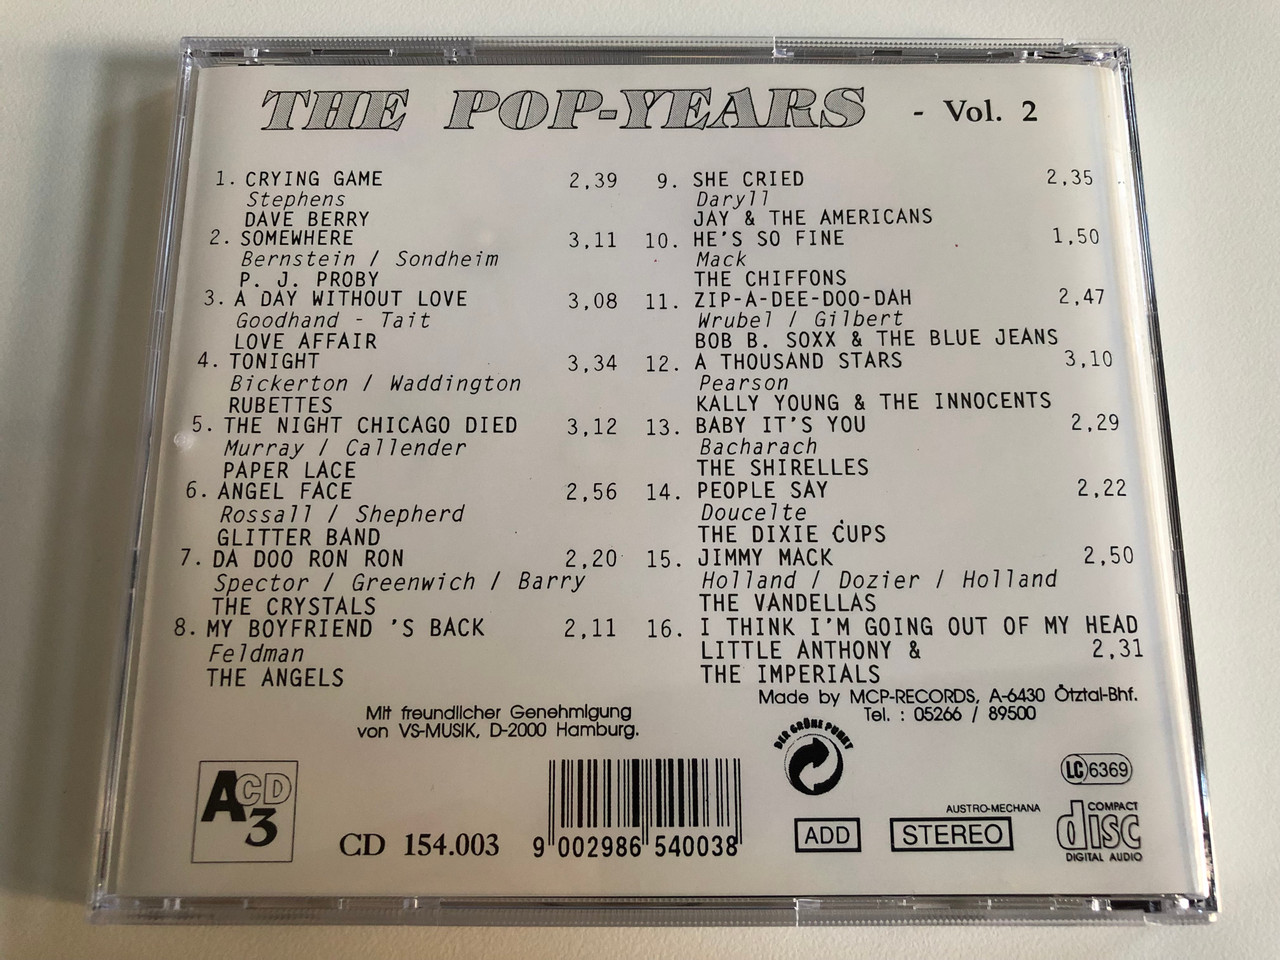 THE POP-YEARS - Vol. 2
1. CRYING GAME 2,39
Stephens
DAVE BERRY
2. SOMEWHERE 3,11
Bernstein / Sondheim
P. J. PROBY
3. A DAY WITHOUT LOVE 3,08
Goodhand - Tait
LOVE AFFAIR
4. TONIGHT 3,34
Bickerton / Waddington
RUBETTES
5. THE NIGHT CHICAGO DIED 3,12
Murray / Callender
PAPER LACE
6. ANGEL FACE 2,56
Rossall / Shepherd
GLITTER BAND
7. DA DOO RON RON 2,20
Spector / Greenwich / Barry
THE CRYSTALS
8. MY BOYFRIEND 'S BACK 2,11
Feldman
THE ANGELS
9. SHE CRIED 2,35
Daryll
JAY & THE AMERICANS
10. HE'S SO FINE 1,50
Mack
THE CHIFFONS
11. ZIP-A-DEE-DOO-DAH 2,47
Wrubel / Gilbert
BOB B. SOXX & THE BLUE JEANS
12. A THOUSAND STARS 3,10
Pearson
KALLY YOUNG & THE INNOCENTS
13. BABY IT'S YOU 2,29
Bacharach
THE SHIRELLES
14. PEOPLE SAY 2,22
Doucelte
THE DIXIE CUPS
15. JIMMY MACK 2,50
Holland / Dozier / Holland
THE VANDELLAS
16. I THINK I'M GOING OUT OF MY HEAD
LITTLE ANTHONY & 2,31
THE IMPERIALS
Mit freundlicher Genehmigung
von VS-MUSIK, D-2000 Hamburg.
Made by MCP-RECORDS, A-6430 Ötztal-Bhf.
Tel. : 05266 / 89500
DER GRÜNE PUNKT
ACD
3
CD 154.003
9 002986 540038
ADD
AUSTRO-MECHANA
STEREO
LC 6369
COMPACT
disc
DIGITAL AUDIO